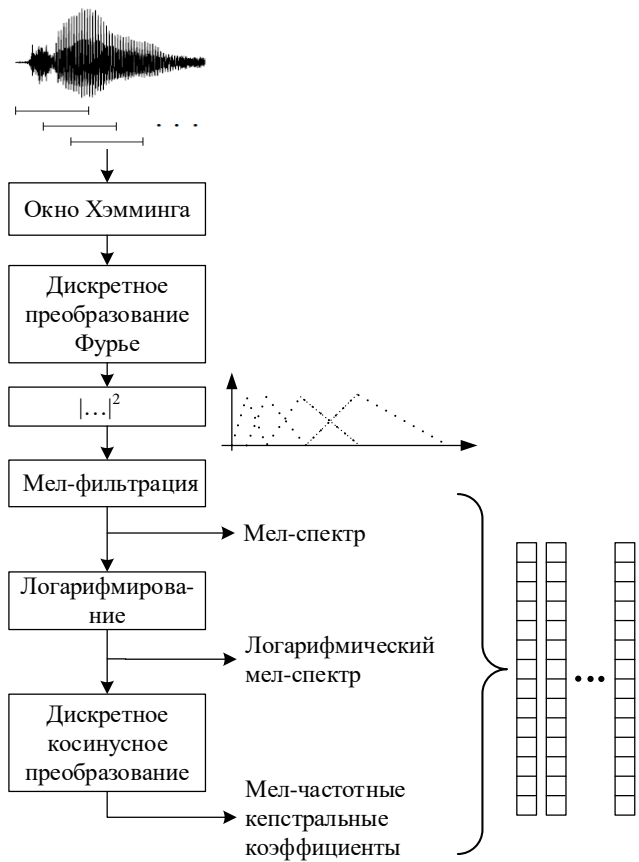 Окно Хэмминга
Дискретное
преобразование
Фурье
|…|²
Мел-фильтрация
Мел-спектр
Логарифмирова-
ние
Логарифмический
мел-спектр
Дискретное
косинусное
преобразование
Мел-частотные
кепстральные
коэффициенты